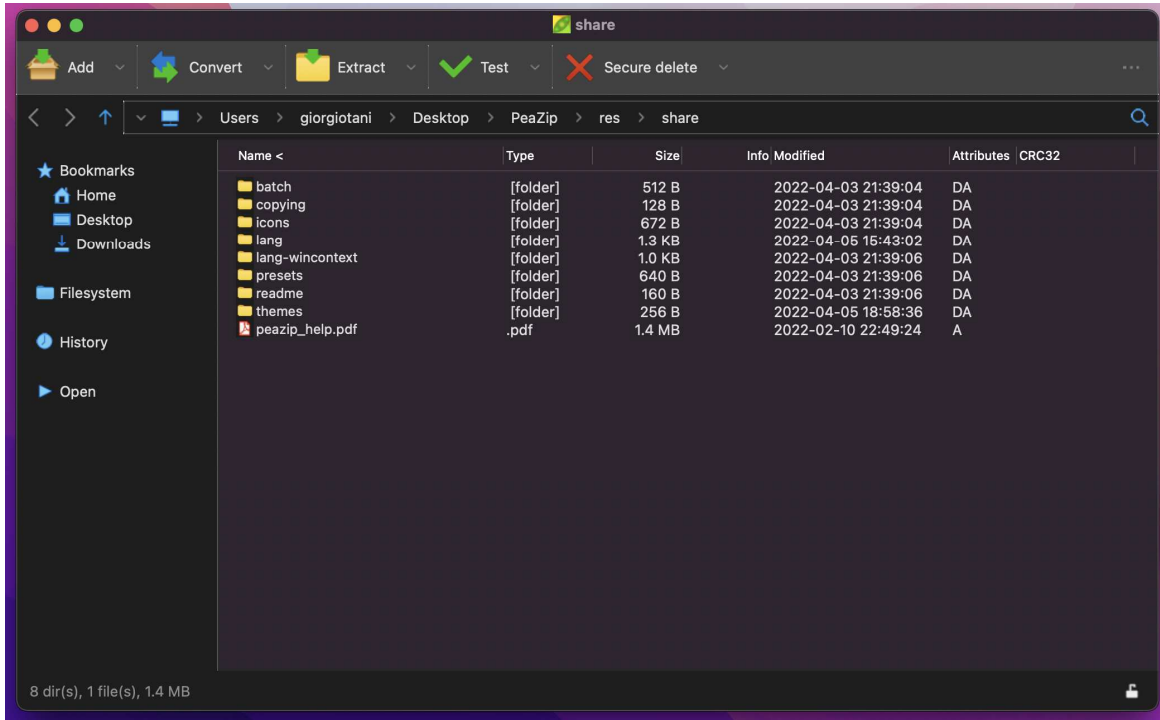 share
Add Convert Extract Test Secure delete ...
Users > giorgiotani > Desktop > PeaZip > res > share
Bookmarks
Home
Desktop
Downloads
Filesystem
History
Open
Name < Type Size Info Modified Attributes CRC32
batch [folder] 512 B 2022-04-03 21:39:04 DA
copying [folder] 128 B 2022-04-03 21:39:04 DA
icons [folder] 672 B 2022-04-03 21:39:04 DA
lang [folder] 1.3 KB 2022-04-05 15:43:02 DA
lang-wincontext [folder] 1.0 KB 2022-04-03 21:39:06 DA
presets [folder] 640 B 2022-04-03 21:39:06 DA
readme [folder] 160 B 2022-04-03 21:39:06 DA
themes [folder] 256 B 2022-04-05 18:58:36 DA
peazip_help.pdf .pdf 1.4 MB 2022-02-10 22:49:24 A
8 dir(s), 1 file(s), 1.4 MB